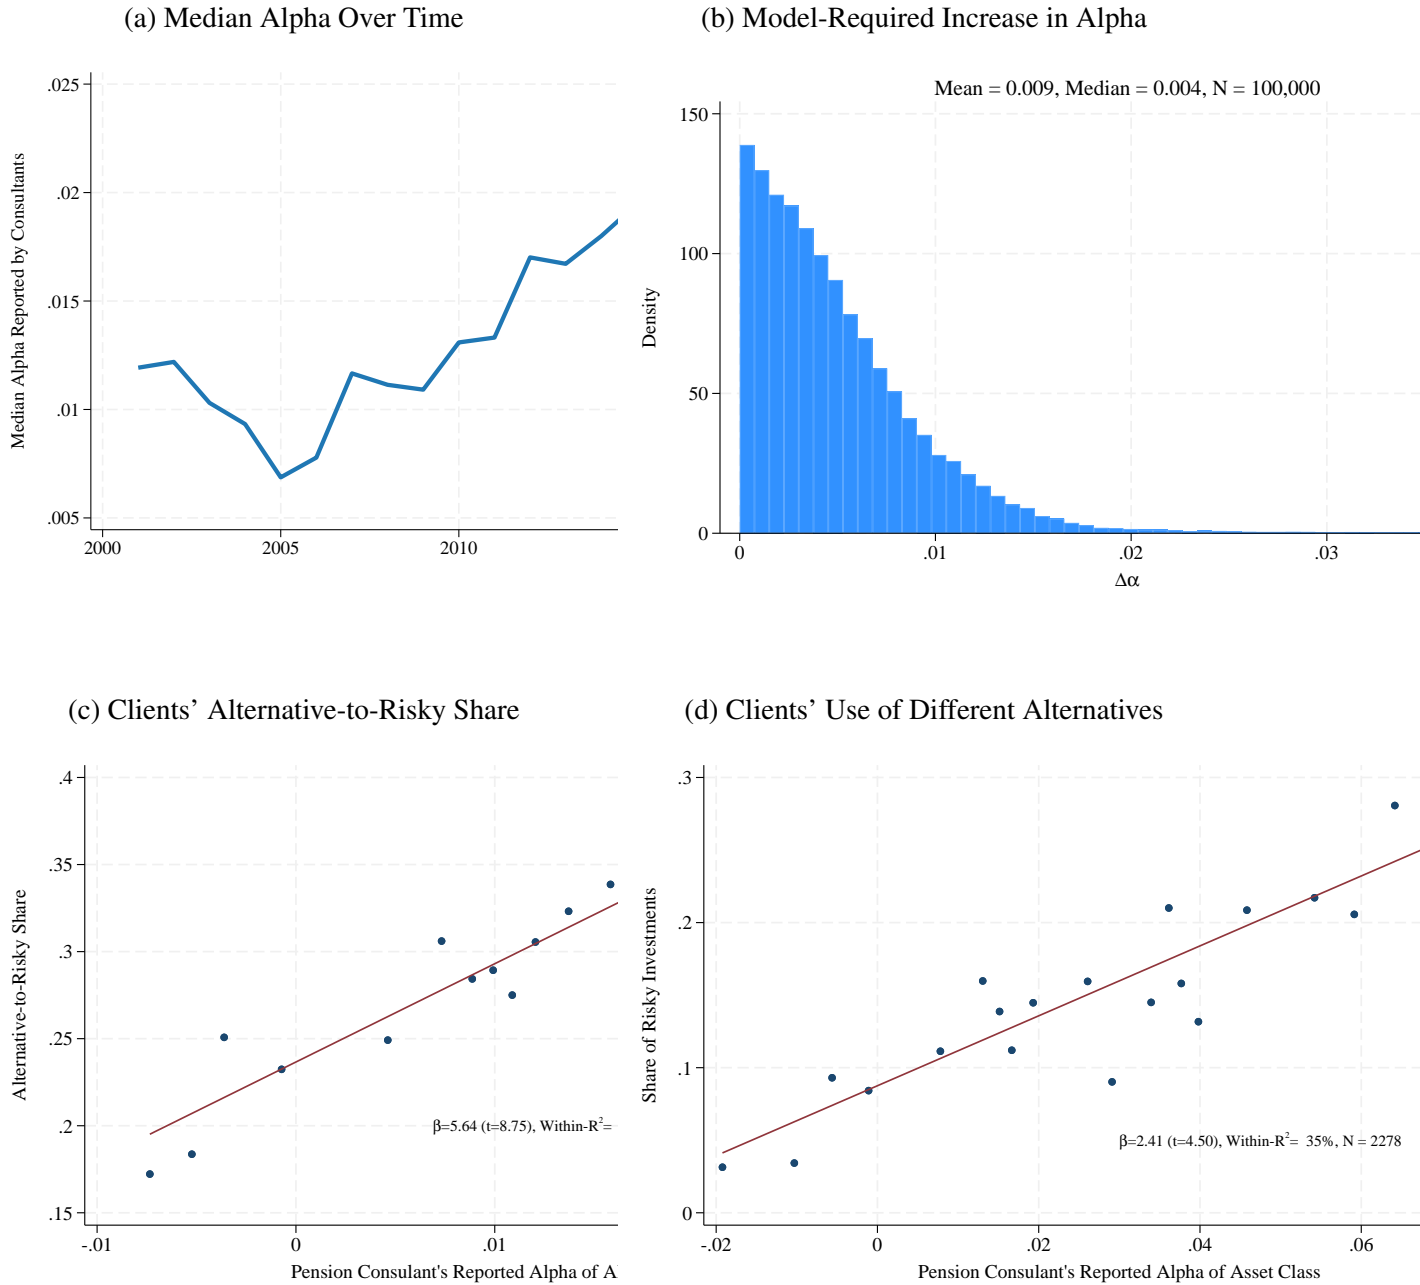 (a) Median Alpha Over Time
Median Alpha Reported by Consultants
.025
.02
.015
.01
.005
2000
2005
2010
(b) Model-Required Increase in Alpha
Mean = 0.009, Median = 0.004, N = 100,000
Density
150
100
50
0
0
.01
.02
.03
Δα
(c) Clients’ Alternative-to-Risky Share
Alternative-to-Risky Share
.4
.35
.3
.25
.2
.15
β=5.64 (t=8.75), Within-R²=
-.01
0
.01
Pension Consulant's Reported Alpha of Al
(d) Clients’ Use of Different Alternatives
Share of Risky Investments
.3
.2
.1
0
β=2.41 (t=4.50), Within-R²= 35%, N = 2278
-.02
0
.02
.04
.06
Pension Consulant's Reported Alpha of Asset Class